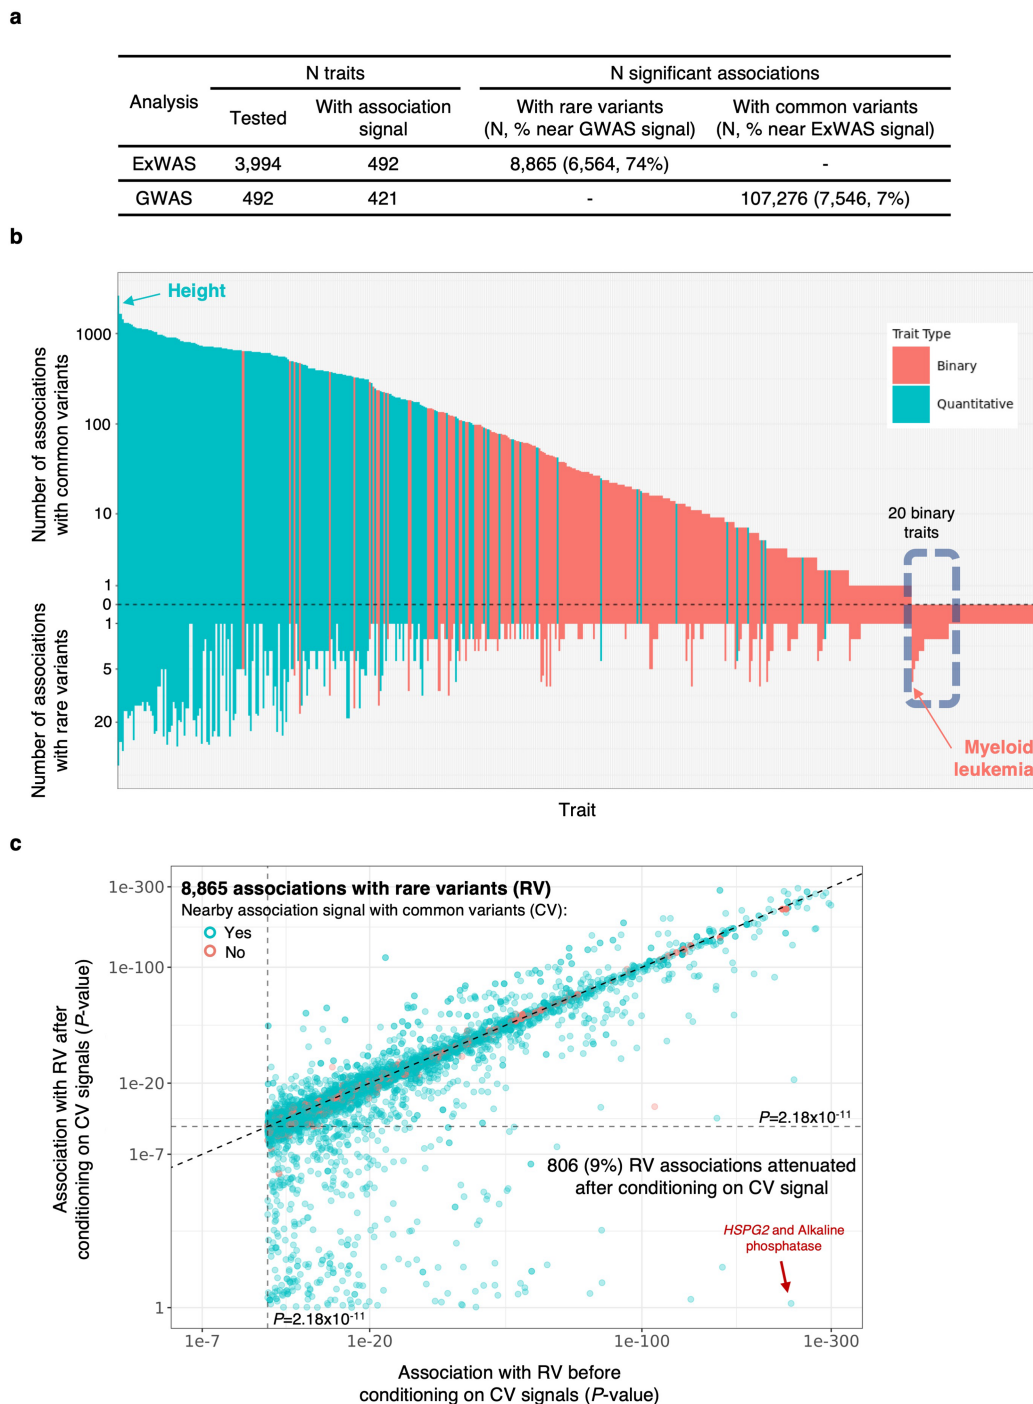 a
N traits
N significant associations
Analysis
Tested
With association
signal
With rare variants
(N, % near GWAS signal)
With common variants
(N, % near ExWAS signal)
ExWAS 3,994 492 8,865 (6,564, 74%) -
GWAS 492 421 - 107,276 (7,546, 7%)
b
Number of associations
with common variants
Number of associations
with rare variants
1000
100
10
1
0
1
5
20
Height
Trait Type
Binary
Quantitative
20 binary
traits
Myeloid
leukemia
Trait
c
Association with RV after
conditioning on CV signals (P-value)
1e-300
1e-100
1e-20
1e-7
1
8,865 associations with rare variants (RV)
Nearby association signal with common variants (CV):
Yes
No
P=2.18x10-11
806 (9%) RV associations attenuated
after conditioning on CV signal
HSPG2 and Alkaline
phosphatase
P=2.18x10-11
1e-7 1e-20 1e-100 1e-300
Association with RV before
conditioning on CV signals (P-value)